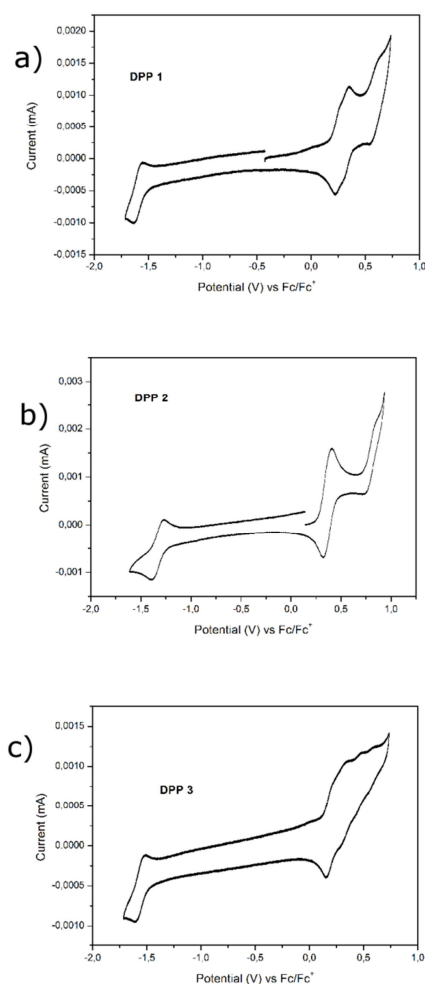 a)
DPP 1
Current (mA)
0,0020
0,0015
0,0010
0,0005
0,0000
-0,0005
-0,0010
-0,0015
-2,0 -1,5 -1,0 -0,5 0,0 0,5 1,0
Potential (V) vs Fc/Fc+
b)
DPP 2
Current (mA)
0,003
0,002
0,001
0,000
-0,001
-2,0 -1,5 -1,0 -0,5 0,0 0,5 1,0
Potential (V) vs Fc/Fc+
c)
DPP 3
Current (mA)
0,0015
0,0010
0,0005
0,0000
-0,0005
-0,0010
-2,0 -1,5 -1,0 -0,5 0,0 0,5 1,0
Potential (V) vs Fc/Fc+